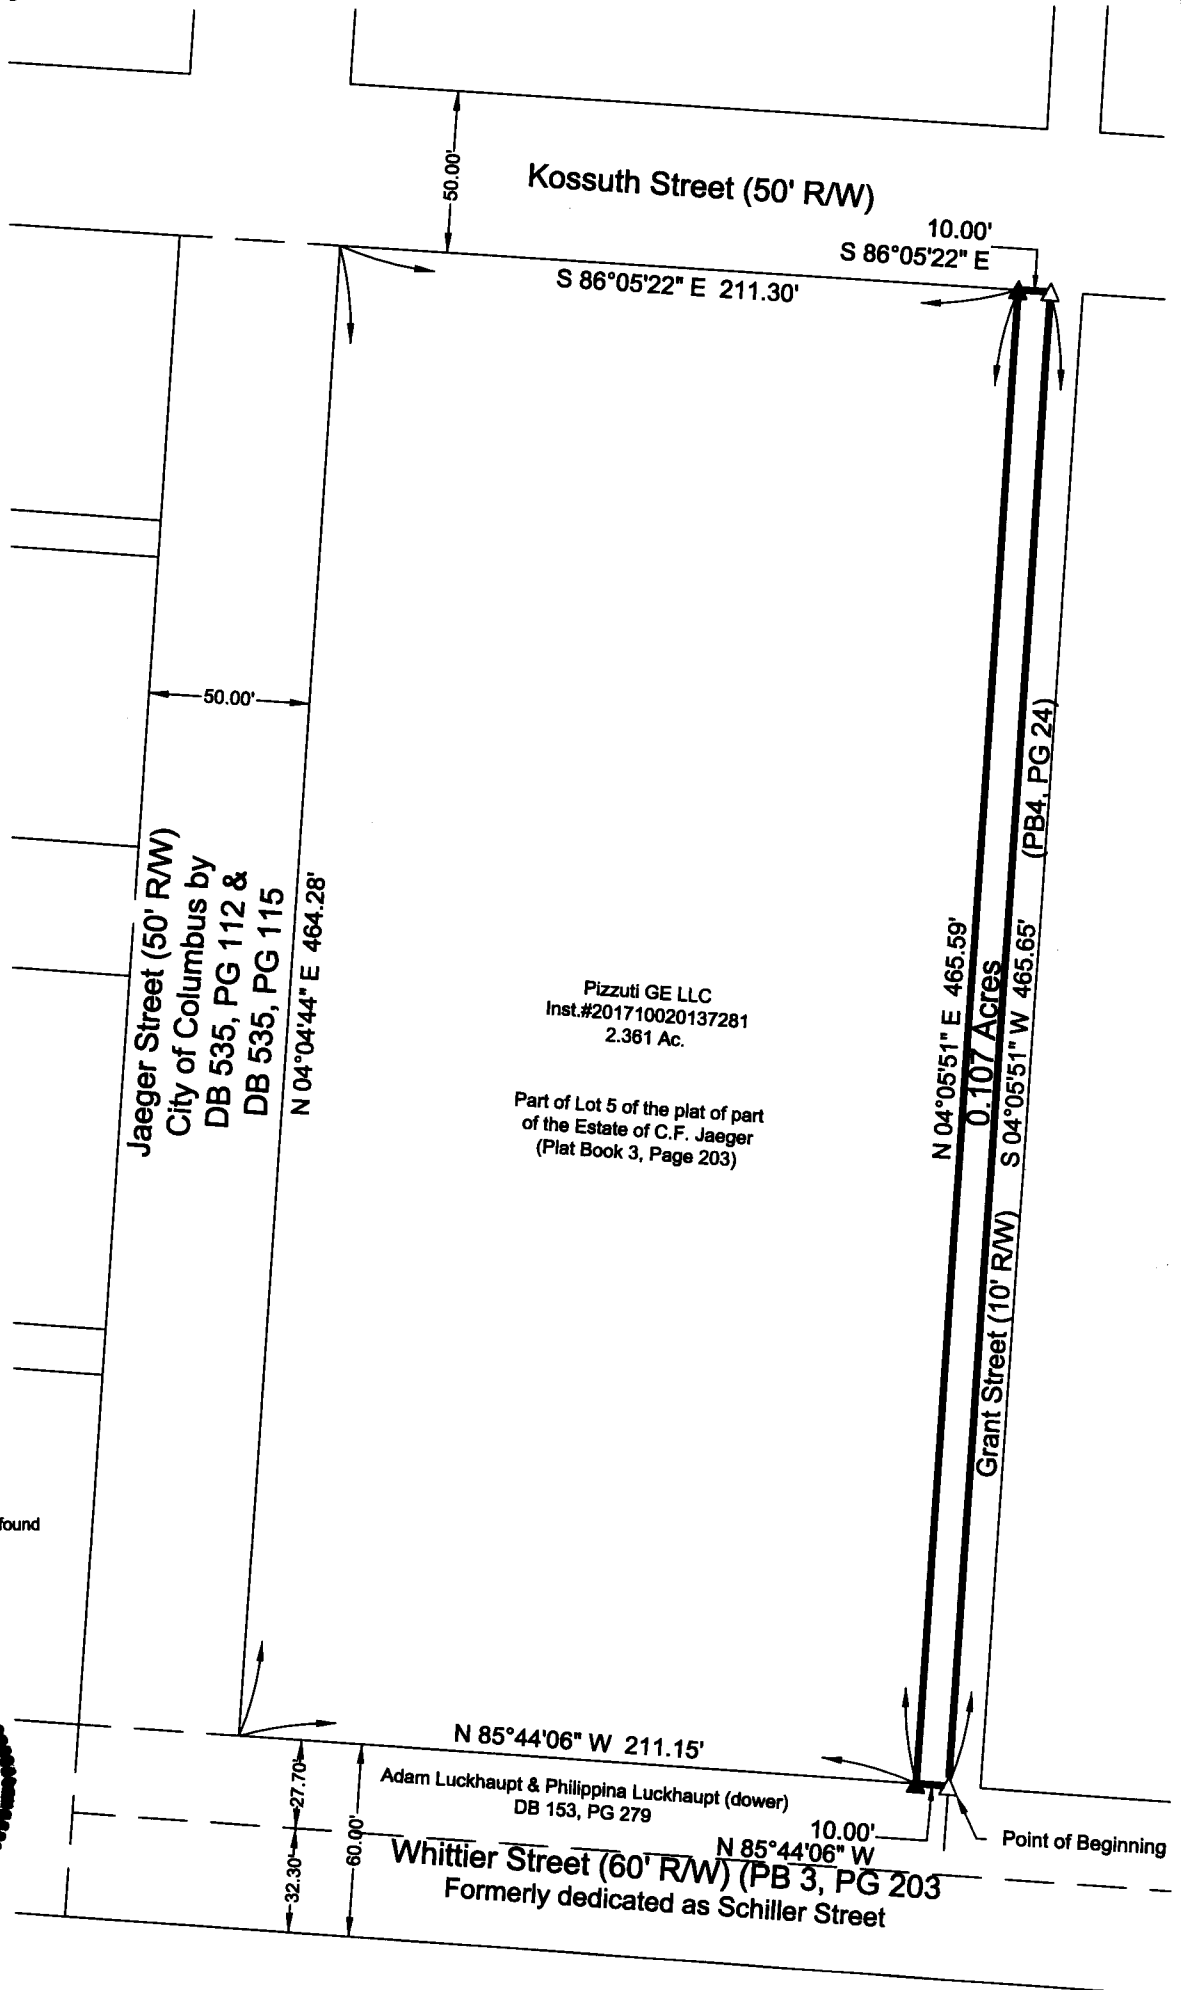 50.00'
Kossuth Street (50' R/W)
10.00'
S 86°05'22" E
S 86°05'22" E 211.30'
50.00'
(PB4, PG 24)
Jaeger Street (50' R/W)
City of Columbus by
DB 535, PG 112 &
DB 535, PG 115
N 04°04'44" E 464.28'
Pizzuti GE LLC
Inst.#201710020137281
2.361 Ac.
Part of Lot 5 of the plat of part
of the Estate of C.F. Jaeger
(Plat Book 3, Page 203)
N 04°05'51" E 465.59'
0.107 Acres
S 04°05'51" W 465.65'
Grant Street (10' R/W)
found
N 85°44'06" W 211.15'
27.70'
Adam Luckhaupt & Philippina Luckhaupt (dower)
DB 153, PG 279
10.00'
N 85°44'06" W
Point of Beginning
60.00'
32.30'
Whittier Street (60' R/W) (PB 3, PG 203
Formerly dedicated as Schiller Street